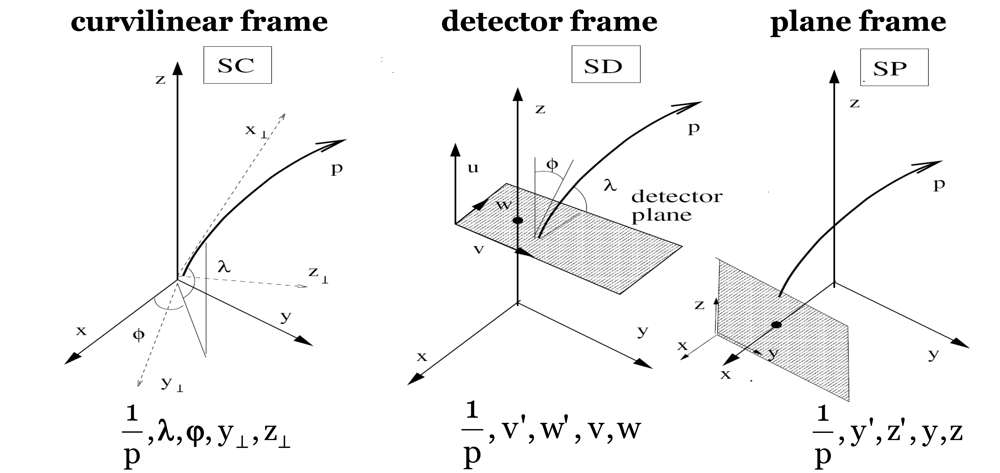 curvilinear frame
SC
z
x ⊥
p
λ
z ⊥
y
x
ϕ
y ⊥
1/p , λ, φ, y⊥, z⊥
detector frame
SD
z
p
u
ϕ
λ
w
detector
plane
v
y
x
1/p , v', w', v, w
plane frame
SP
z
p
z
x
y
y
x
1/p , y', z', y, z